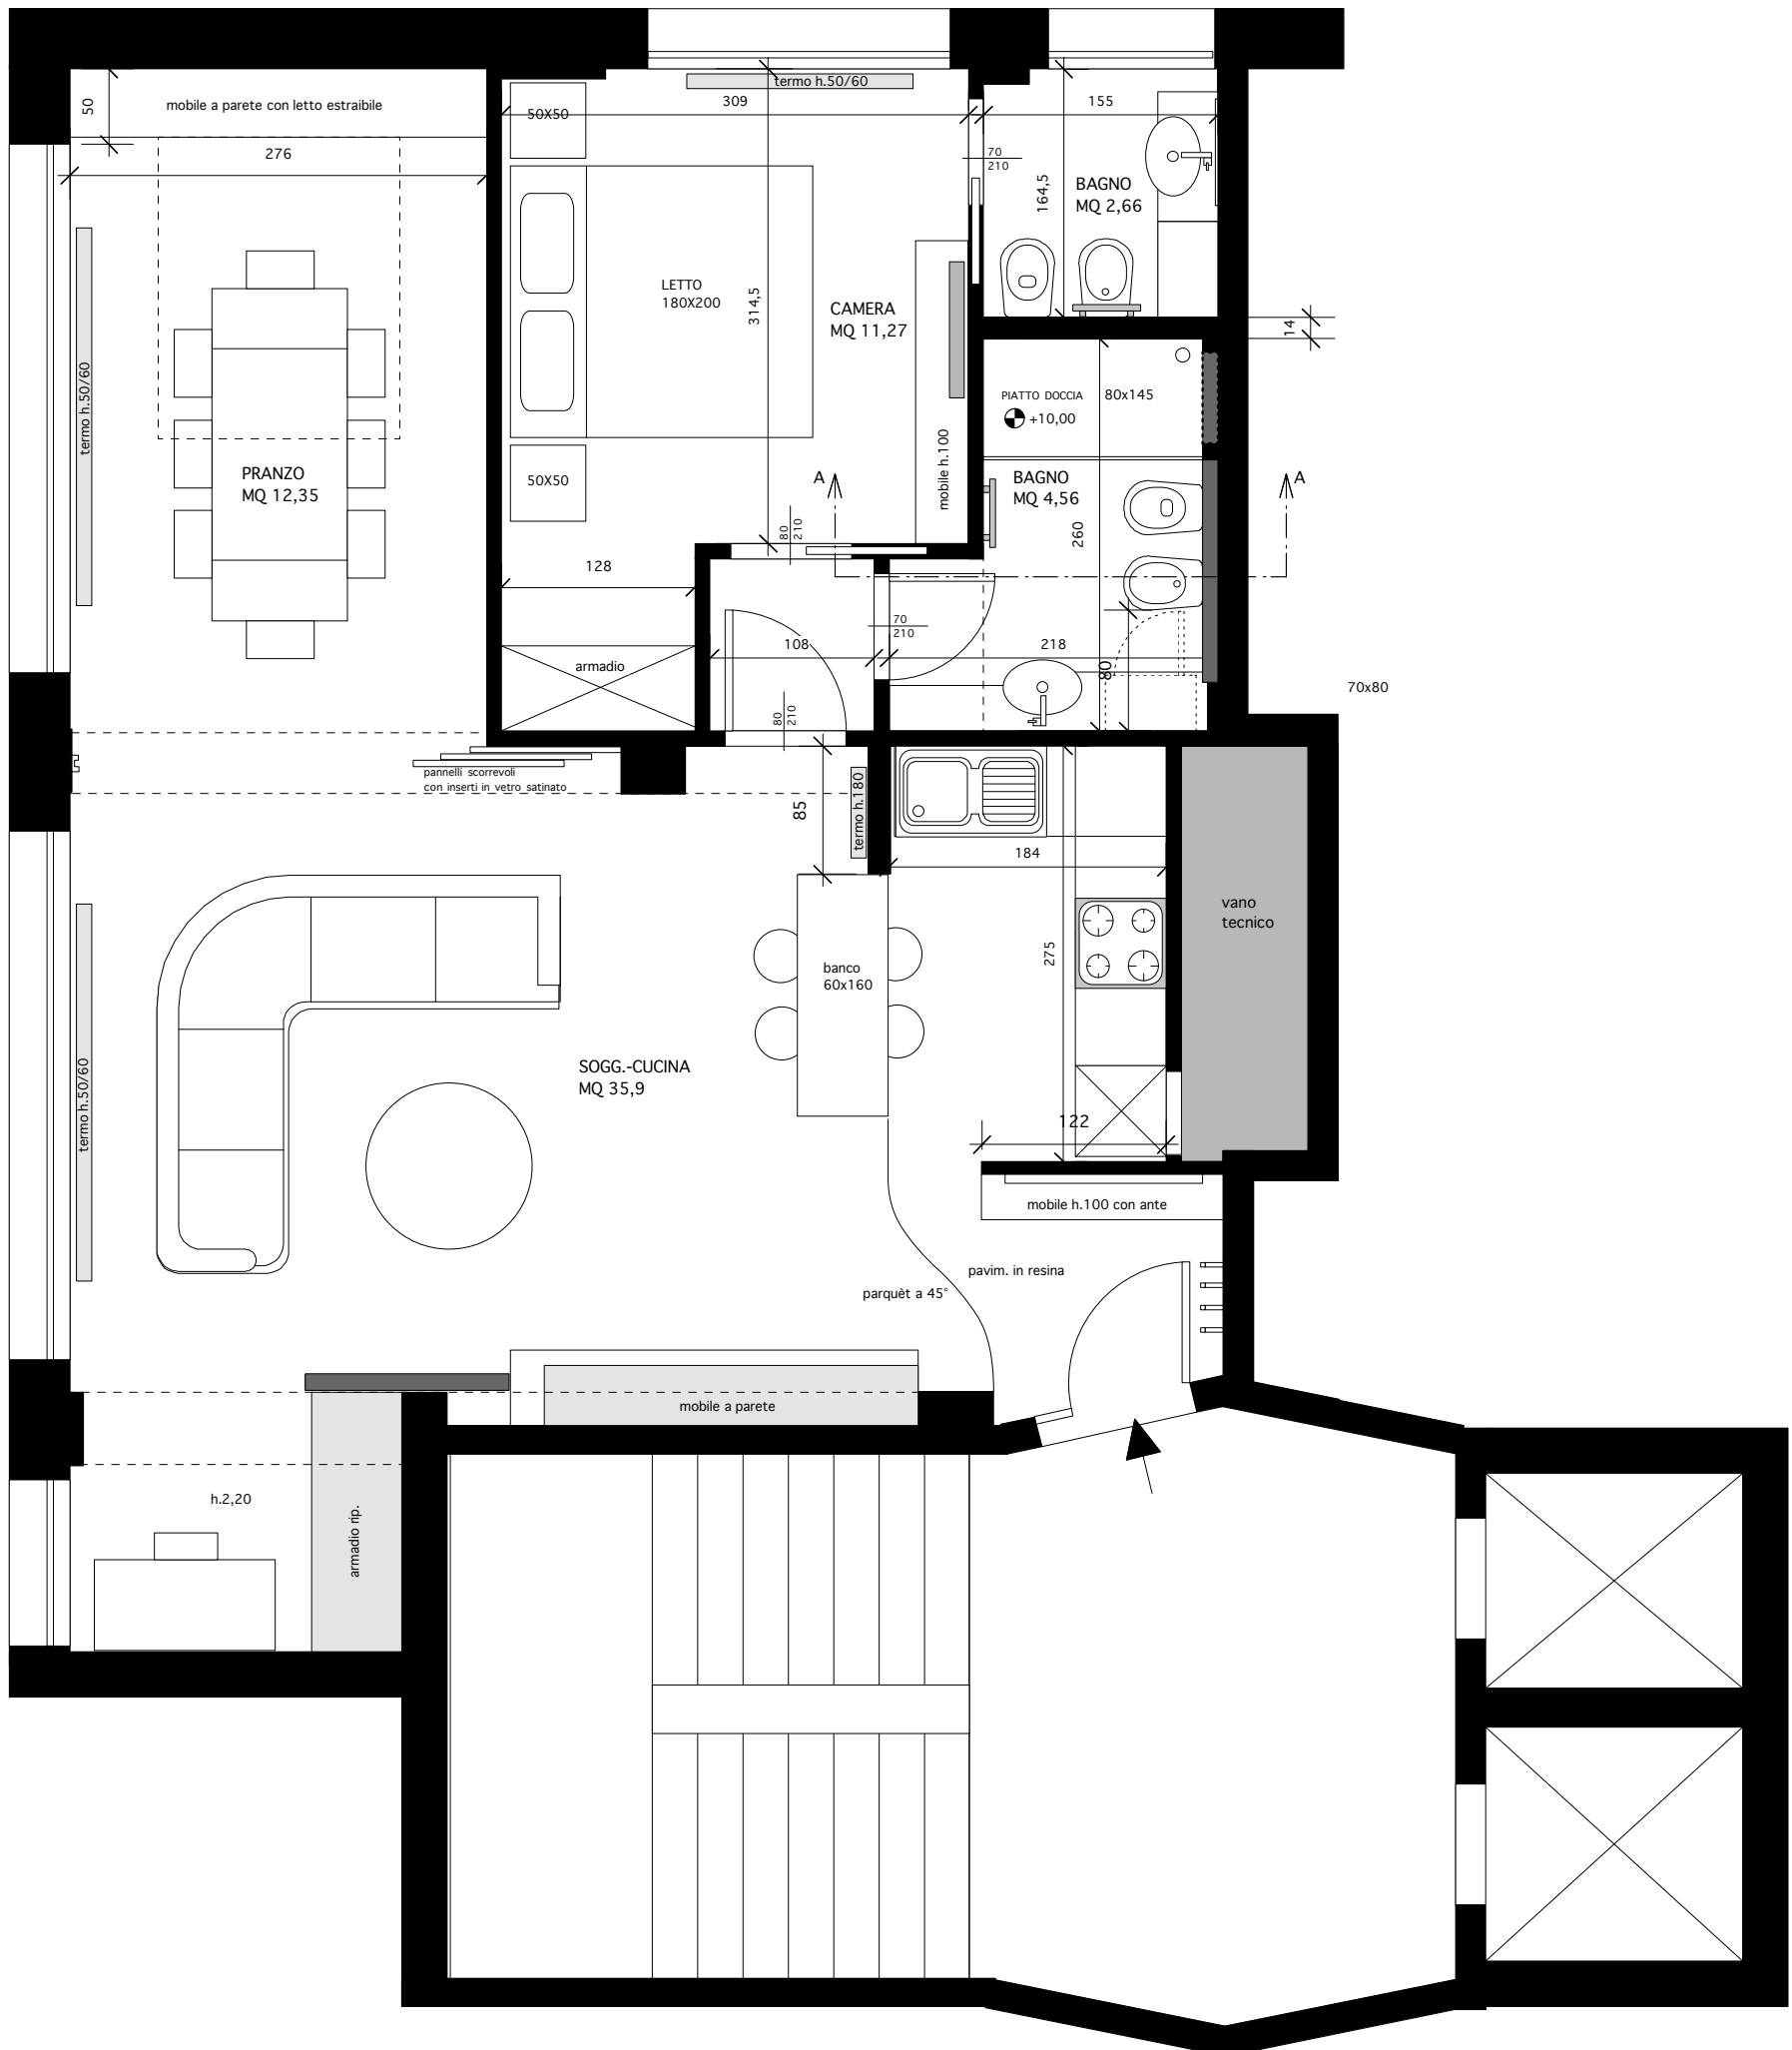 termo h.50/60
50
mobile a parete con letto estraibile
50X50
309
155
276
70
210
164,5
BAGNO
MQ 2,66
LETTO
180X200
314,5
CAMERA
MQ 11,27
14
termo h.50/60
PIATTO DOCCIA
80x145
+10,00
mobile h.100
PRANZO
MQ 12,35
50X50
A
BAGNO
MQ 4,56
A
80
210
260
128
70
210
108
218
armadio
80
70x80
80
210
pannelli scorrevoli
con inserti in vetro satinato
85
termo h.180
184
vano
tecnico
275
banco
60x160
termo h.50/60
SOGG.-CUCINA
MQ 35,9
122
mobile h.100 con ante
pavim. in resina
parquèt a 45°
mobile a parete
h.2,20
armadio rip.